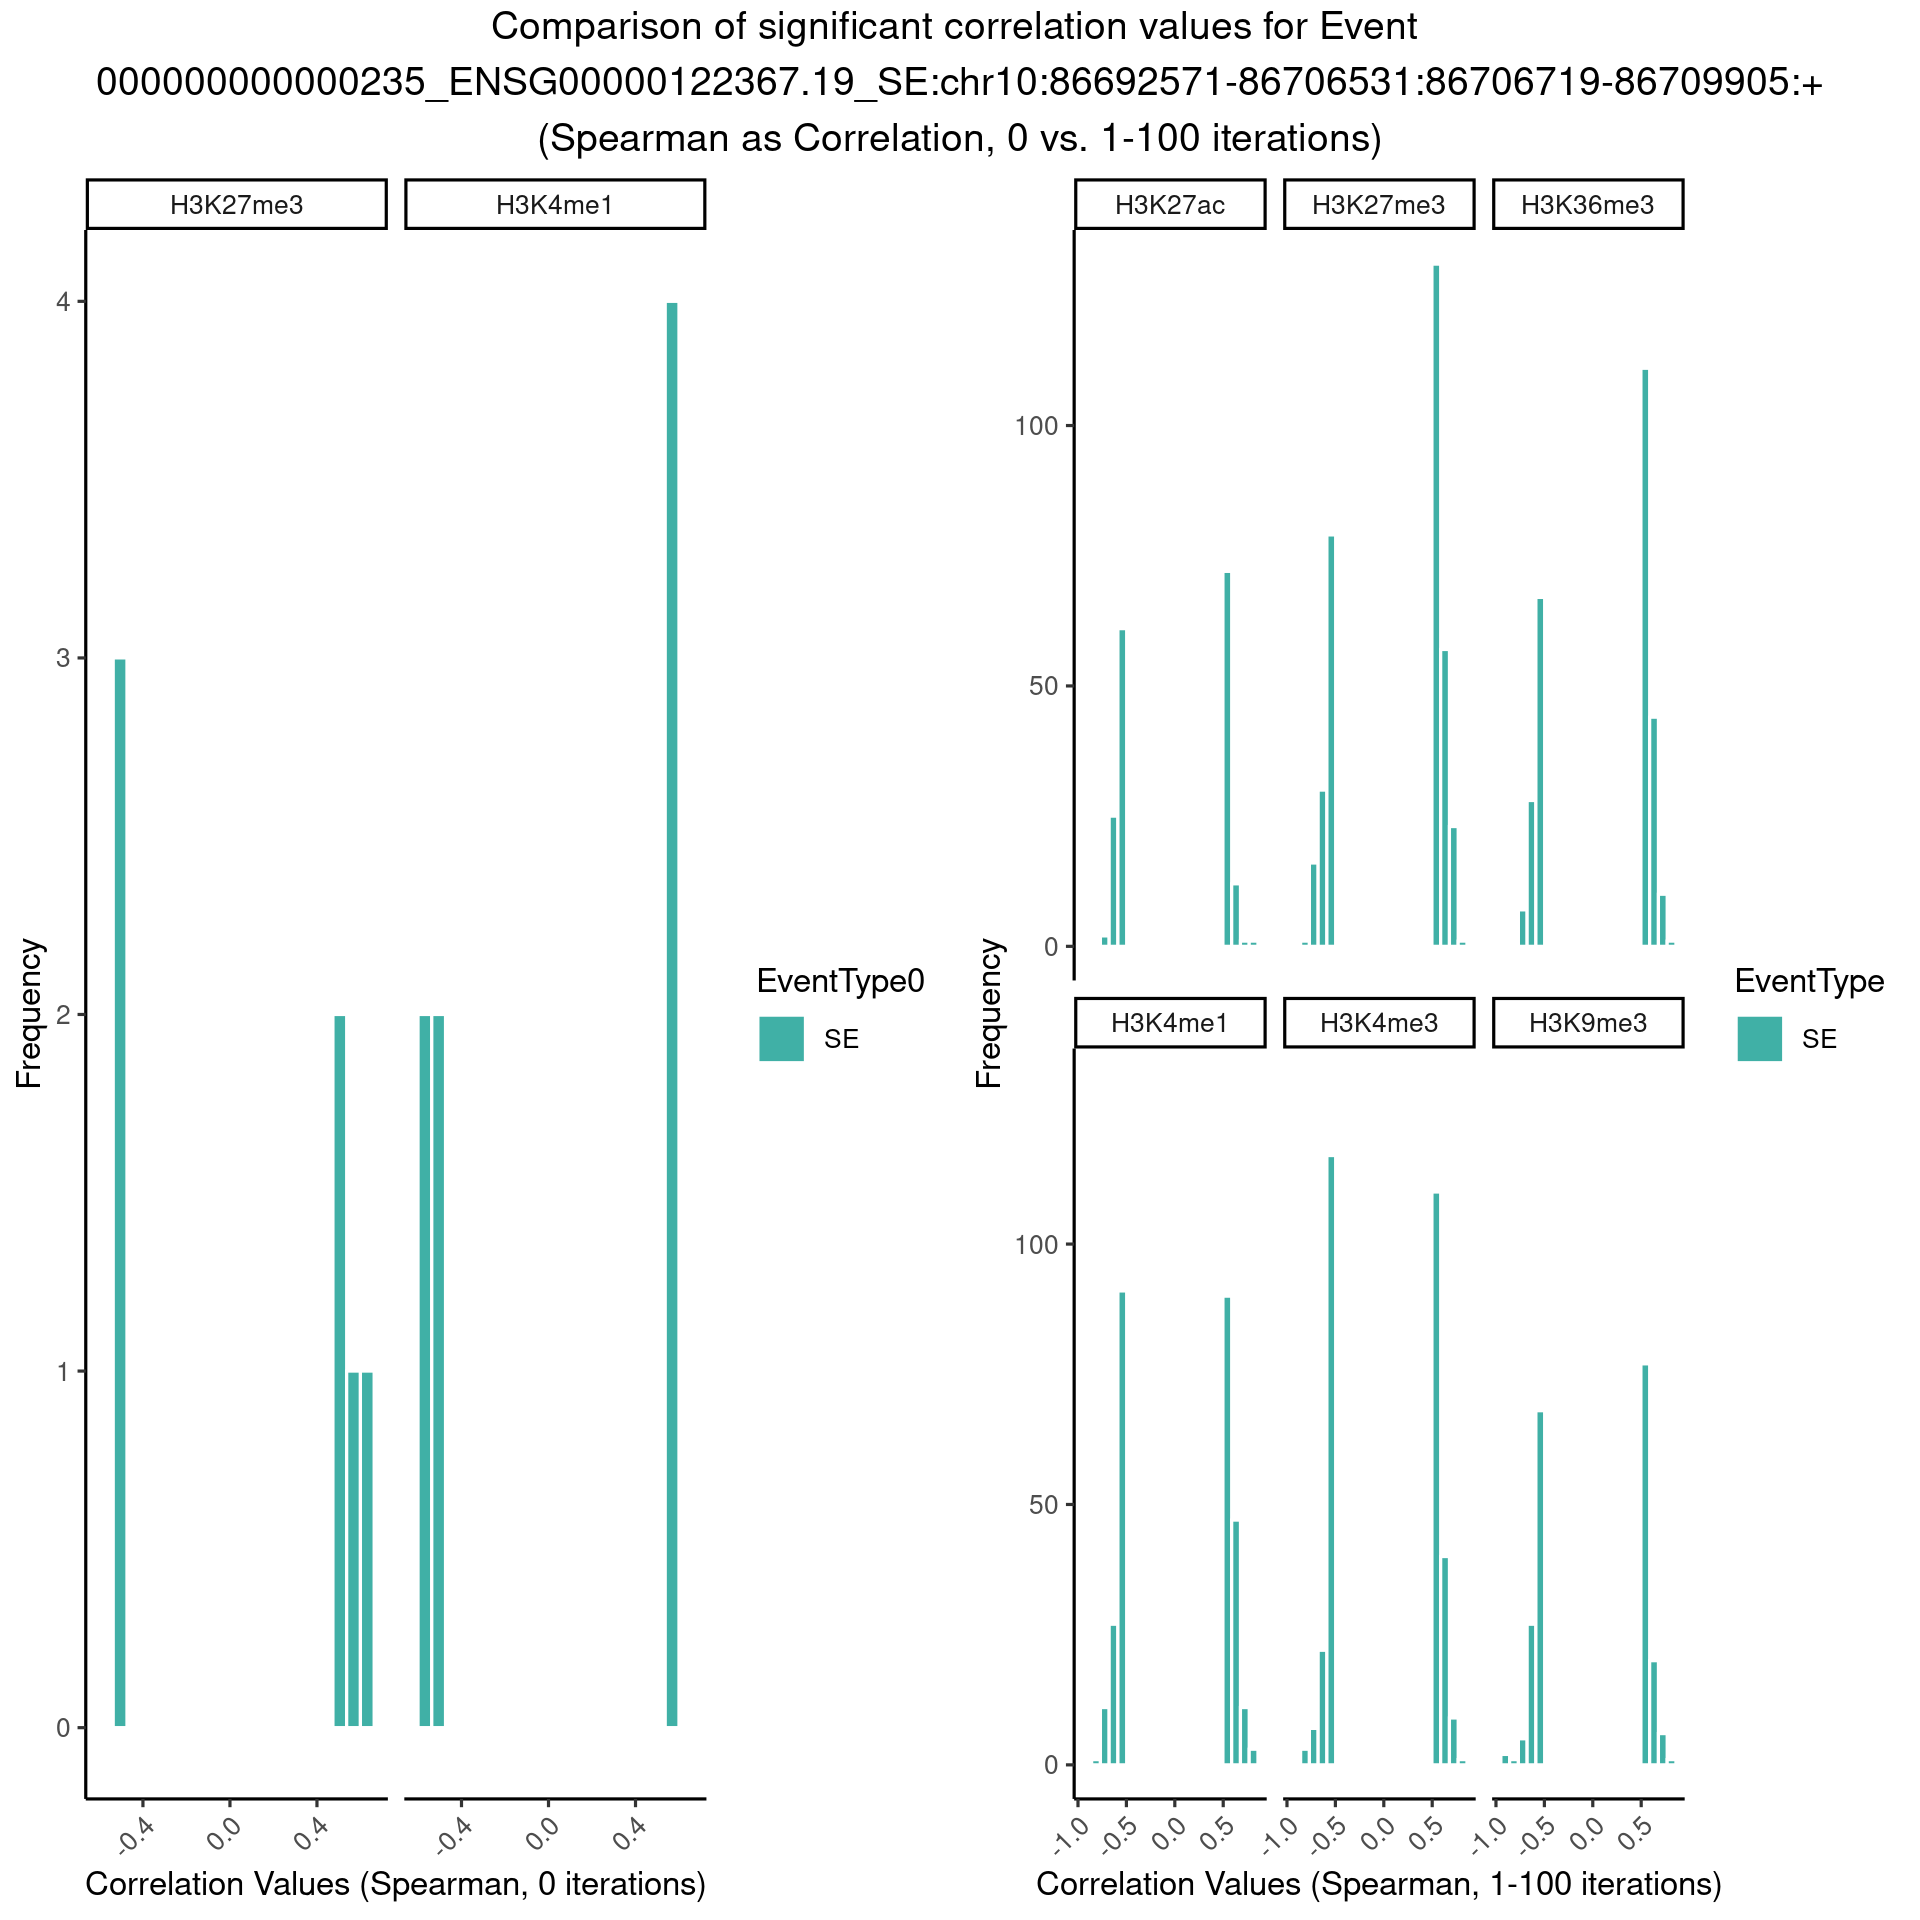 Comparison of significant correlation values for Event
000000000000235_ENSG00000122367.19_SE:chr10:86692571-86706531:86706719-86709905:+
(Spearman as Correlation, 0 vs. 1-100 iterations)
H3K27me3
H3K4me1
4
3
2
1
0
Frequency
-0.4
0.0
0.4
-0.4
0.0
0.4
Correlation Values (Spearman, 0 iterations)
EventType0
SE
H3K27ac
H3K27me3
H3K36me3
100
50
0
H3K4me1
H3K4me3
H3K9me3
100
50
0
Frequency
-1.0
-0.5
0.0
0.5
-1.0
-0.5
0.0
0.5
-1.0
-0.5
0.0
0.5
Correlation Values (Spearman, 1-100 iterations)
EventType
SE